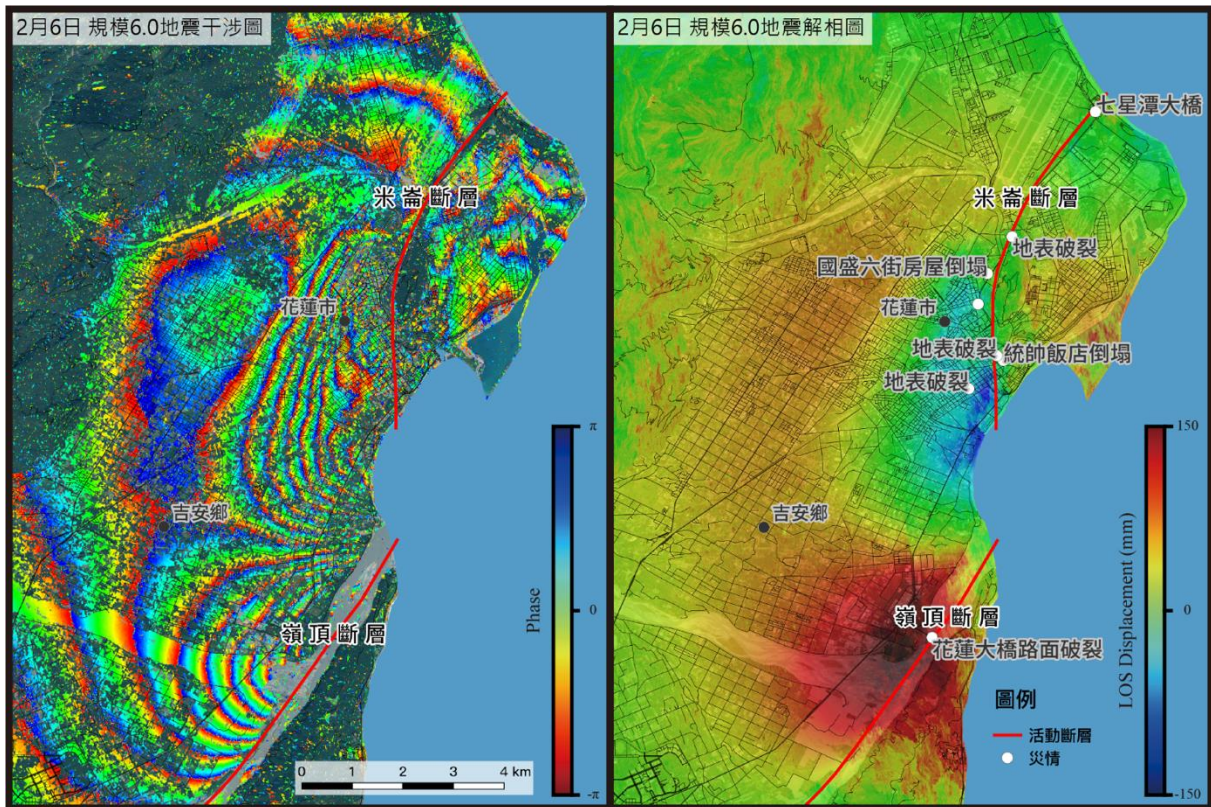 2月6日 規模6.0地震干涉圖
米崙斷層
花蓮市
吉安鄉
嶺頂斷層
Phase
π
0
-π
0 1 2 3 4 km
2月6日 規模6.0地震解相圖
七星潭大橋
米崙斷層
地表破裂
國盛六街房屋倒塌
花蓮市
地表破裂
統帥飯店倒塌
地表破裂
吉安鄉
嶺頂斷層
花蓮大橋路面破裂
圖例
活動斷層
災情
LOS Displacement (mm)
150
0
-150